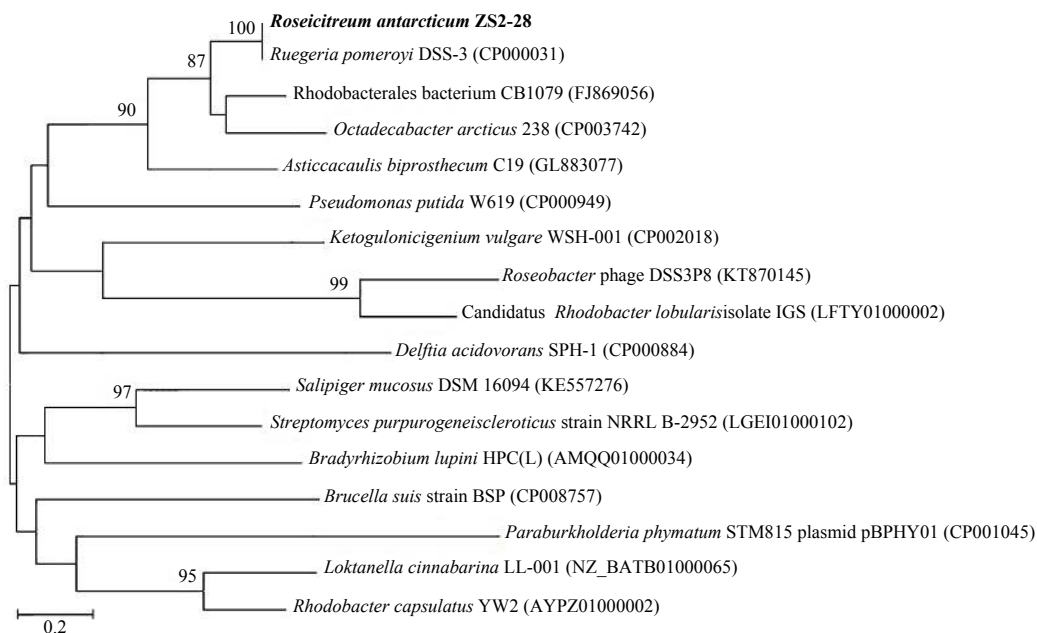 Roseicitreum antarcticum ZS2-28
100
Ruegeria pomeroyi DSS-3 (CP000031)
87
Rhodobacterales bacterium CB1079 (FJ869056)
90
Octadecabacter arcticus 238 (CP003742)
Asticcacaulis biprosthecum C19 (GL883077)
Pseudomonas putida W619 (CP000949)
Ketogulonicigenium vulgare WSH-001 (CP002018)
99
Roseobacter phage DSS3P8 (KT870145)
Candidatus Rhodobacter lobularisisolate IGS (LFTY01000002)
Delftia acidovorans SPH-1 (CP000884)
97
Salipiger mucosus DSM 16094 (KE557276)
Streptomyces purpurogeneiscleroticus strain NRRL B-2952 (LGEI01000102)
Bradyrhizobium lupini HPC(L) (AMQQ01000034)
Brucella suis strain BSP (CP008757)
Paraburkholderia phymatum STM815 plasmid pBPHY01 (CP001045)
95
Loktanella cinnabarina LL-001 (NZ_BATB01000065)
Rhodobacter capsulatus YW2 (AYPZ01000002)
0.2